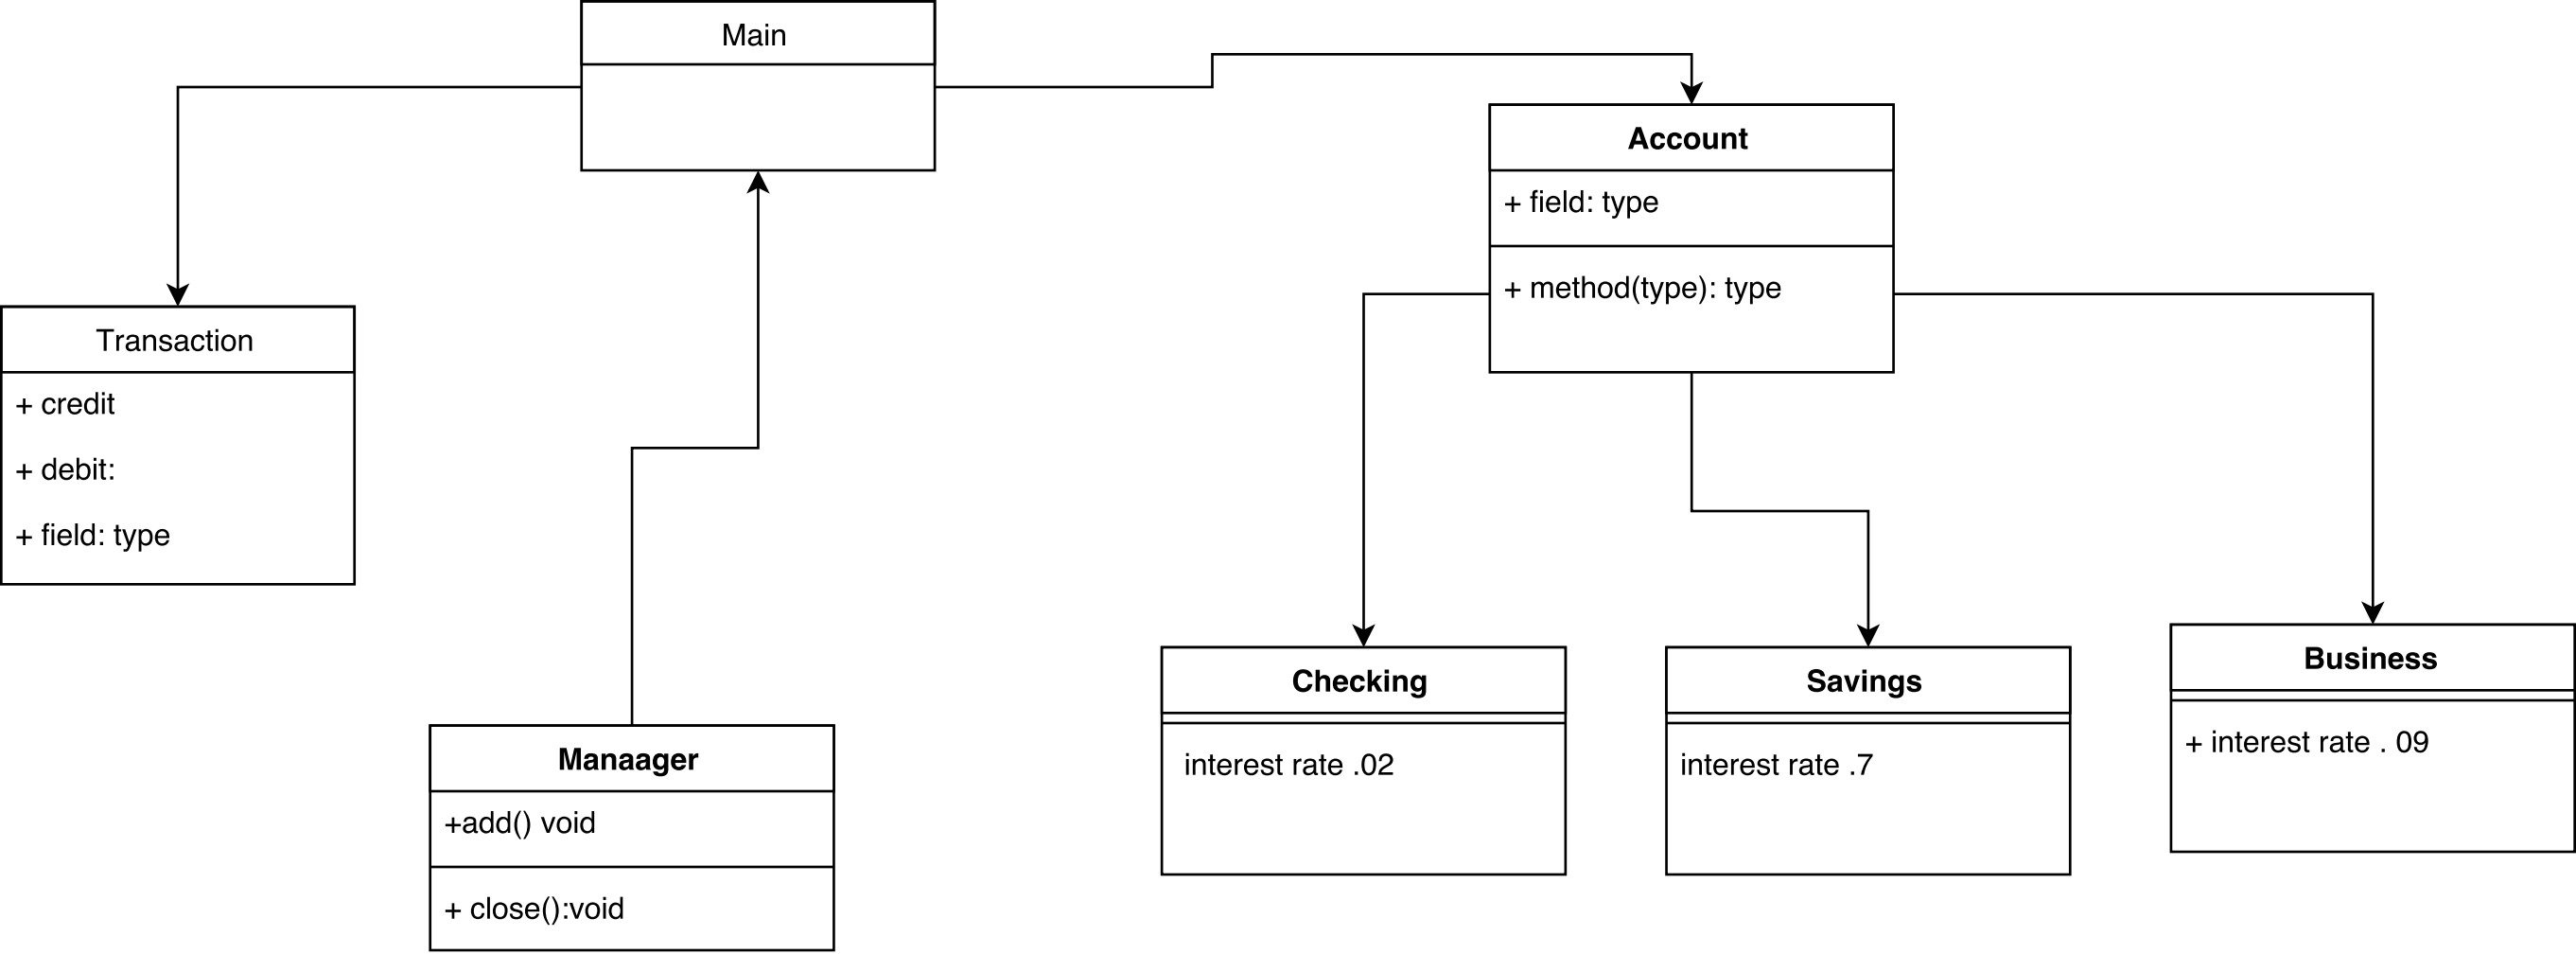 Main
Account
+ field: type
+ method(type): type
Transaction
+ credit
+ debit:
+ field: type
Manaager
+add() void
+ close():void
Checking
interest rate .02
Savings
interest rate .7
Business
+ interest rate . 09